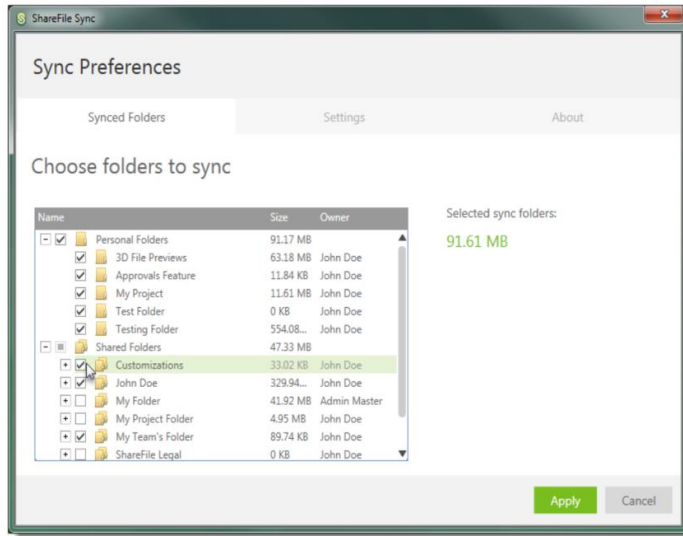 ShareFile Sync
Sync Preferences
Synced Folders Settings About
Choose folders to sync
Name Size Owner
Personal Folders 91.17 MB
3D File Previews 63.18 MB John Doe
Approvals Feature 11.84 KB John Doe
My Project 11.61 MB John Doe
Test Folder 0 KB John Doe
Testing Folder 554.08... John Doe
Shared Folders 47.33 MB
Customizations 33.02 KB John Doe
John Doe 329.94... John Doe
My Folder 41.92 MB Admin Master
My Project Folder 4.95 MB John Doe
My Team's Folder 89.74 KB John Doe
ShareFile Legal 0 KB John Doe
Selected sync folders:
91.61 MB
Apply Cancel